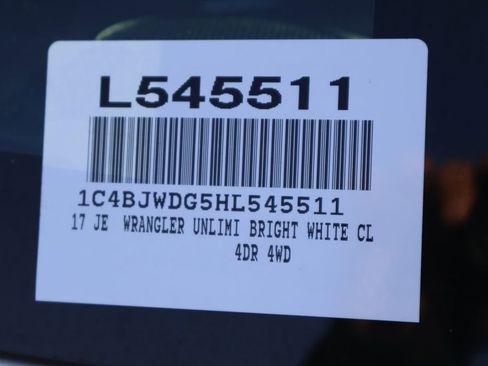 L545511
1C4BJWDG5HL545511
17 JE WRANGLER UNLIMI BRIGHT WHITE CL
4DR 4WD